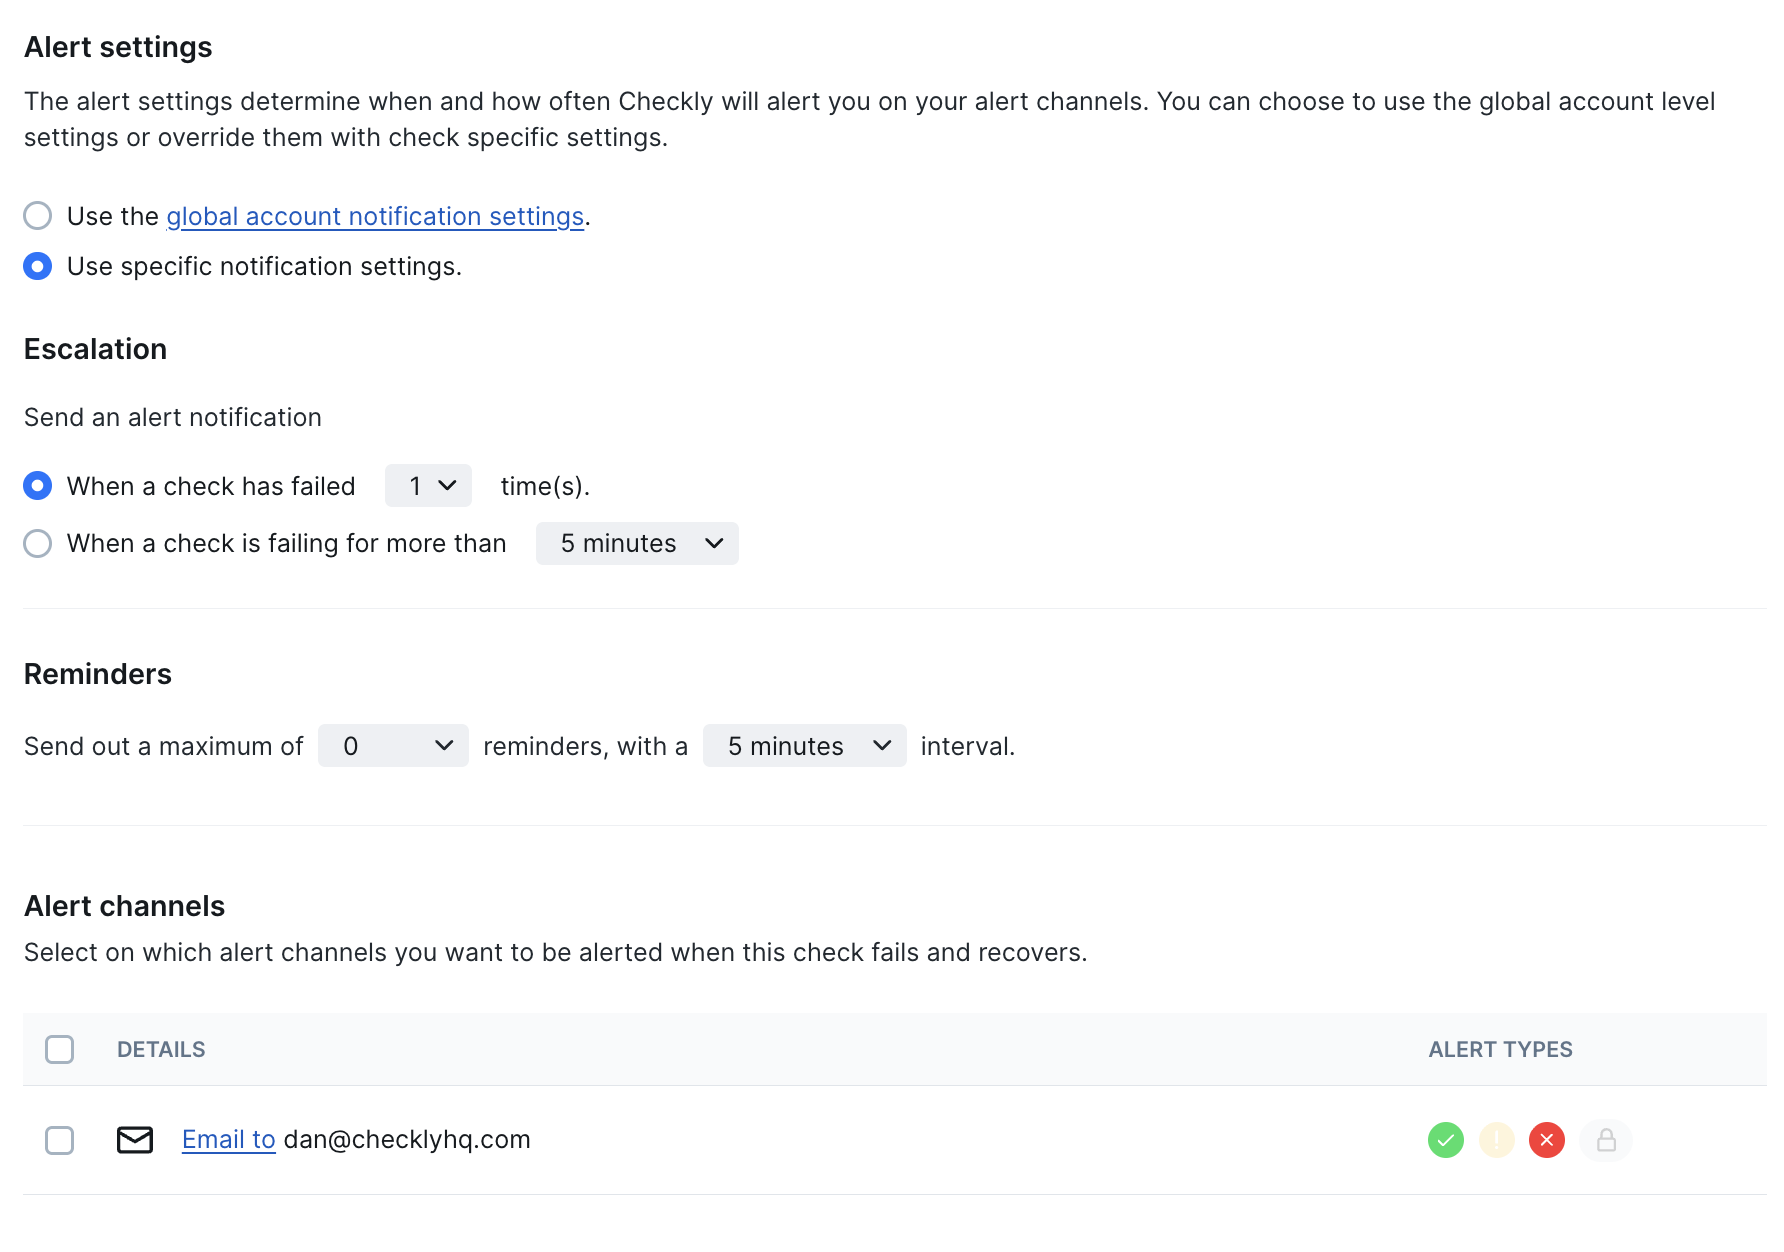 Alert settings
The alert settings determine when and how often Checkly will alert you on your alert channels. You can choose to use the global account level
settings or override them with check specific settings.
Use the global account notification settings.
Use specific notification settings.
Escalation
Send an alert notification
When a check has failed 1 time(s).
When a check is failing for more than 5 minutes
Reminders
Send out a maximum of 0 reminders, with a 5 minutes interval.
Alert channels
Select on which alert channels you want to be alerted when this check fails and recovers.
DETAILS ALERT TYPES
Email to dan@checklyhq.com